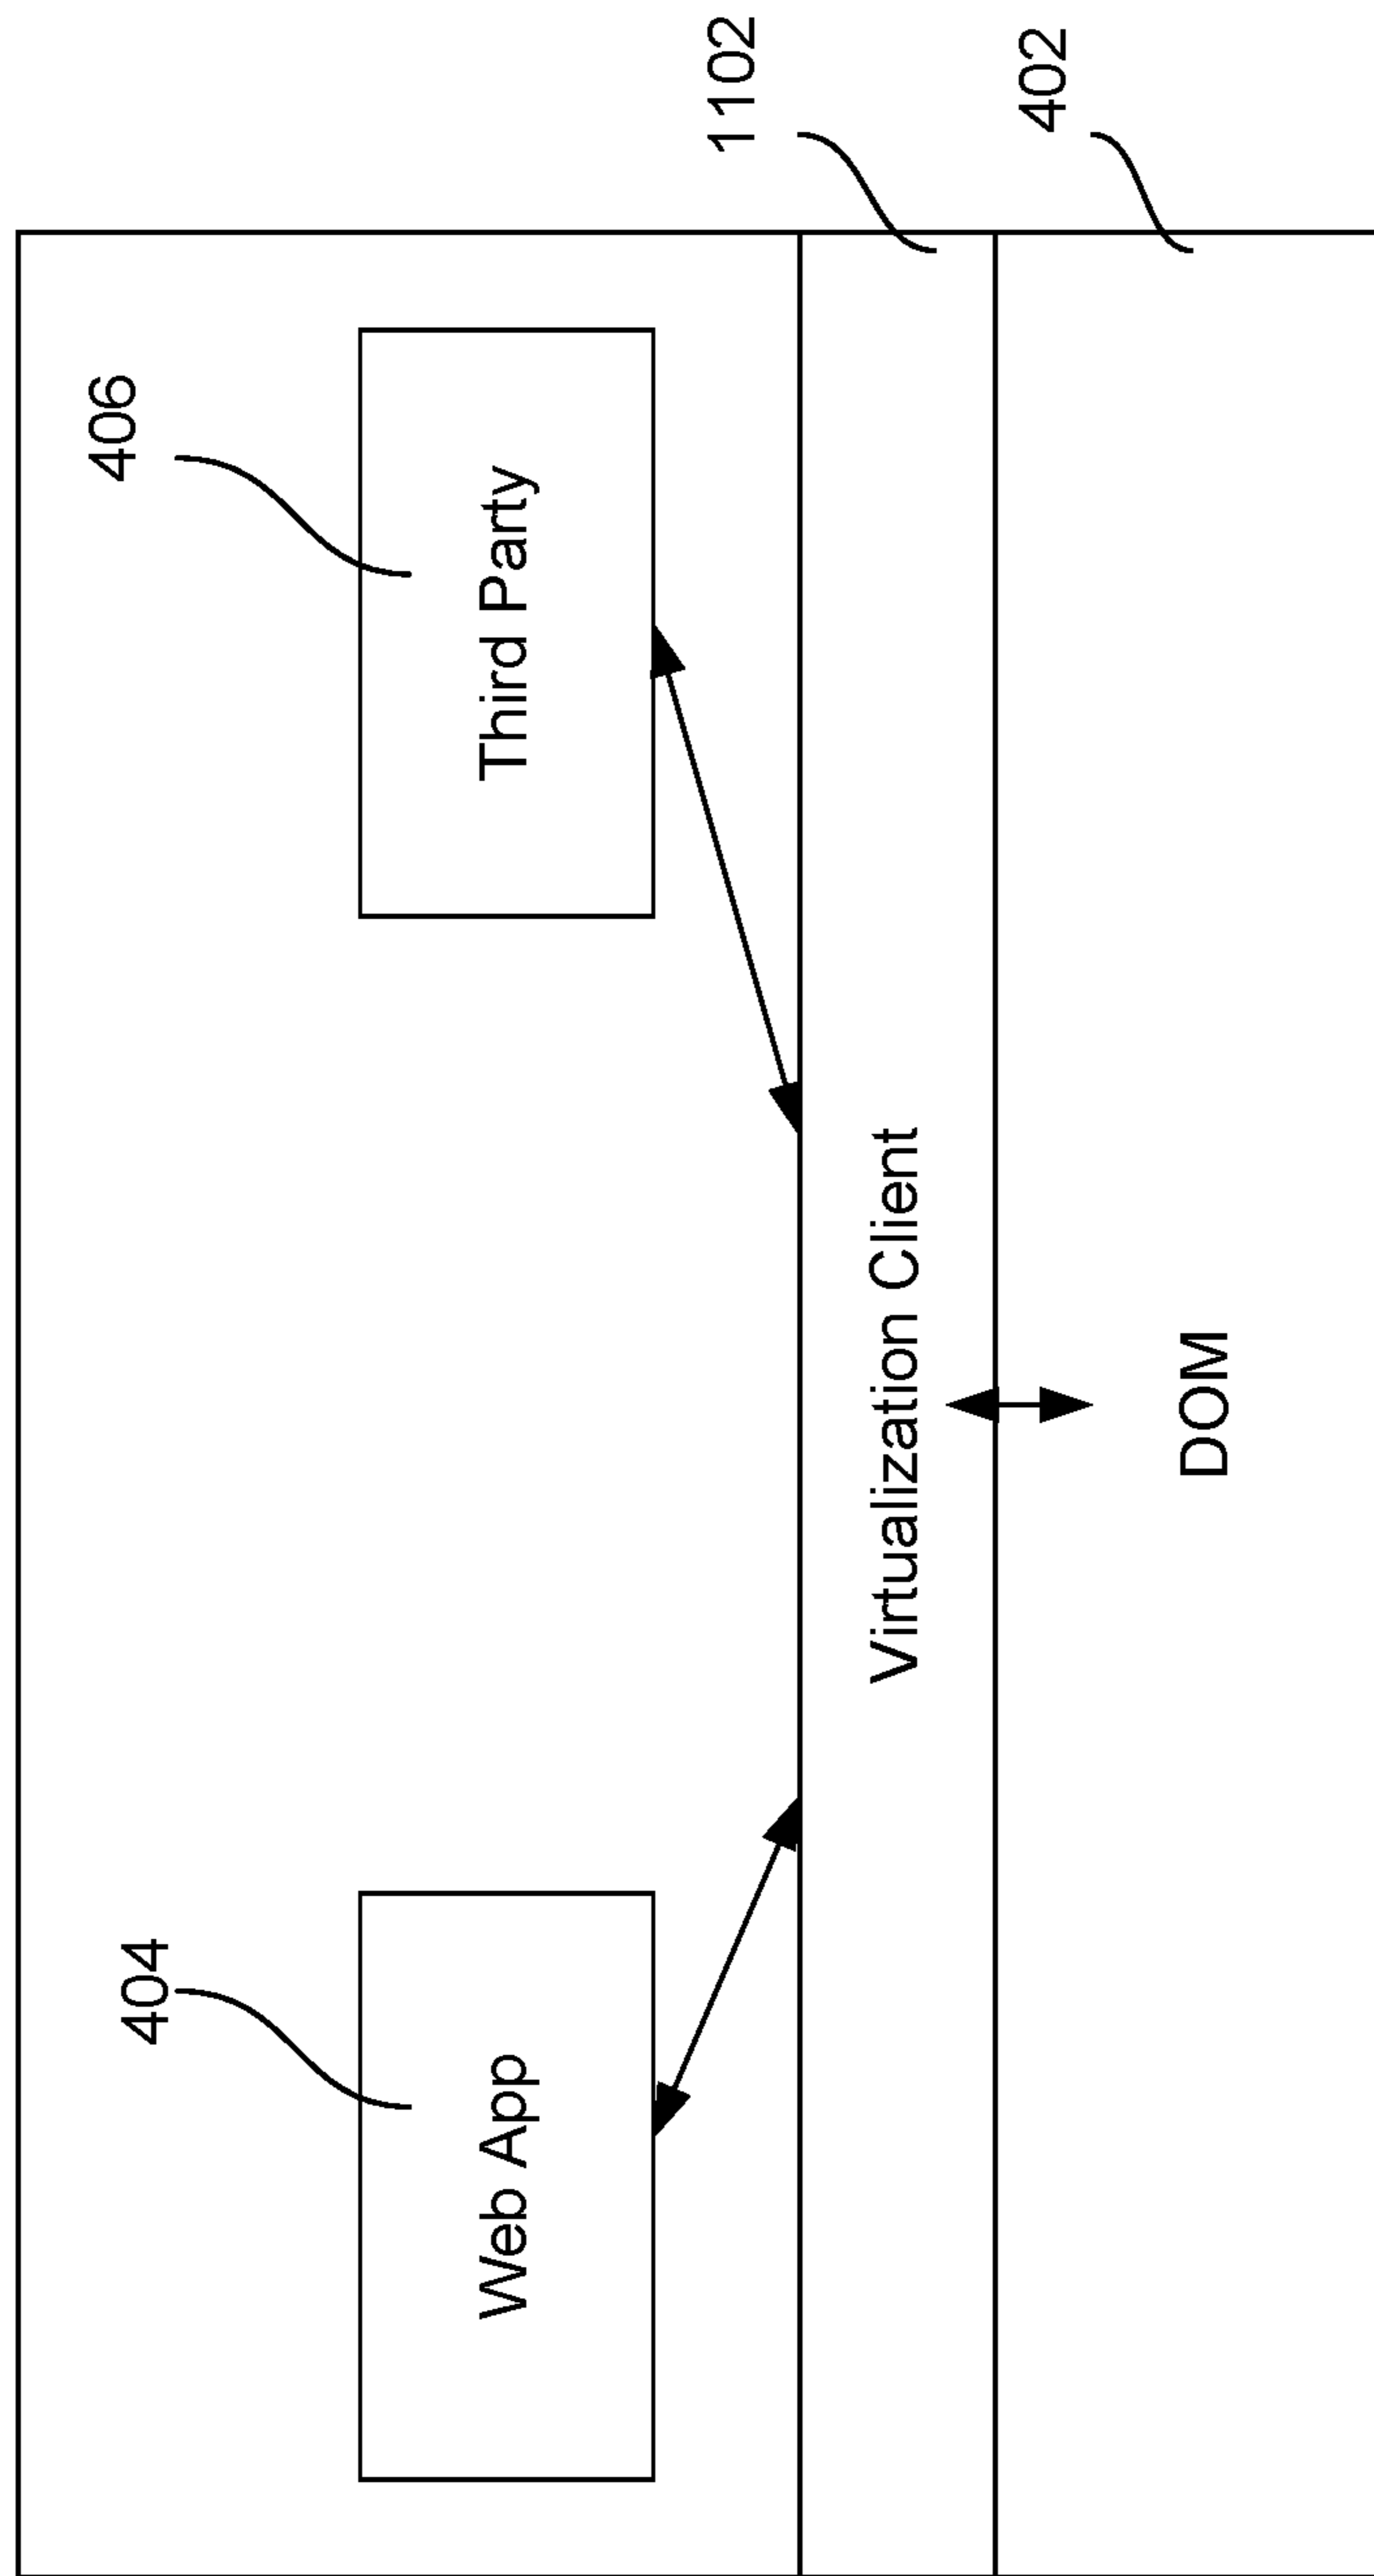 404
406
Web App
Third Party
1102
Virtualization Client
402
DOM